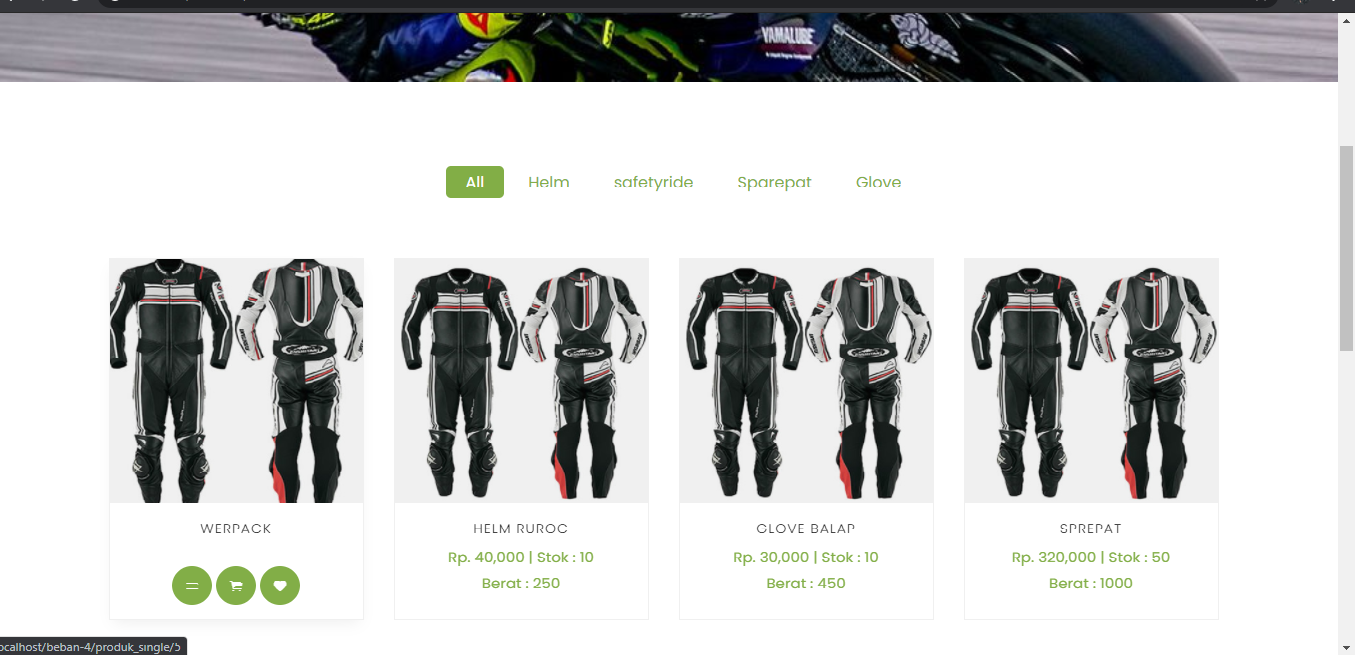 YAMALUBE
All
Helm
safetyride
Sparepat
Glove
WERPACK
HELM RUROC
Rp. 40,000 | Stok : 10
Berat : 250
GLOVE BALAP
Rp. 30,000 | Stok : 10
Berat : 450
SPREPAT
Rp. 320,000 | Stok : 50
Berat : 1000
ocalhost/beban-4/produk_single/5